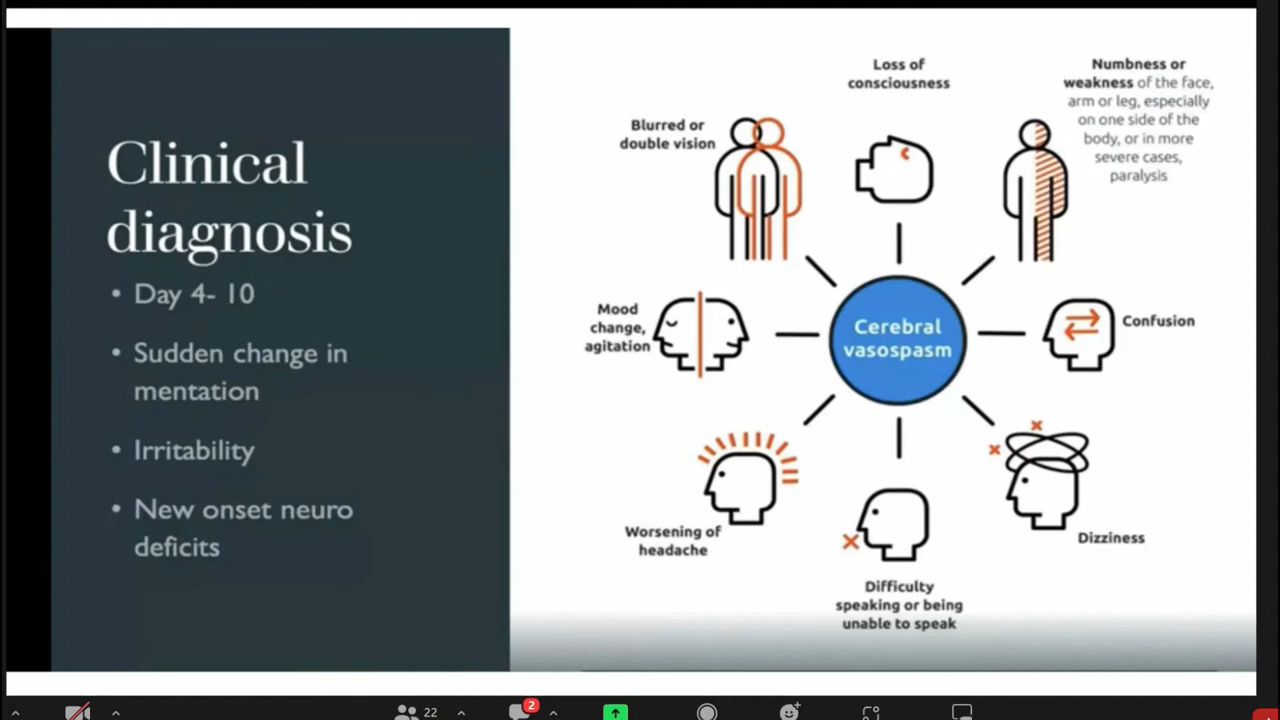 Clinical
diagnosis
• Day 4- 10
• Sudden change in
mentation
• Irritability
• New onset neuro
deficits
Loss of
consciousness
Numbness or
weakness of the face,
arm or leg, especially
on one side of the
body, or in more
severe cases,
paralysis
Blurred or
double vision
Mood
change,
agitation
Cerebral
vasospasm
Confusion
Worsening of
headache
Dizziness
Difficulty
speaking or being
unable to speak
22
2